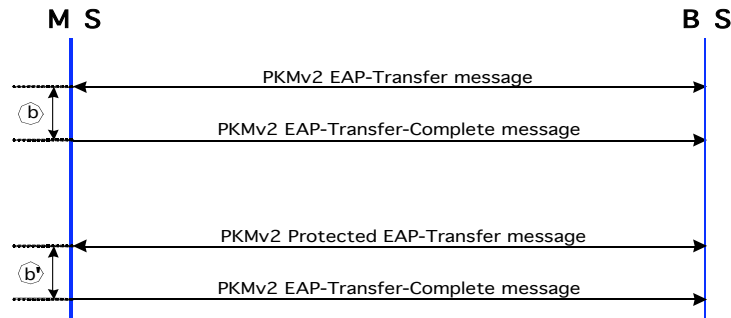 M S B S
PKMv2 EAP-Transfer message
b
PKMv2 EAP-Transfer-Complete message
PKMv2 Protected EAP-Transfer message
b'
PKMv2 EAP-Transfer-Complete message